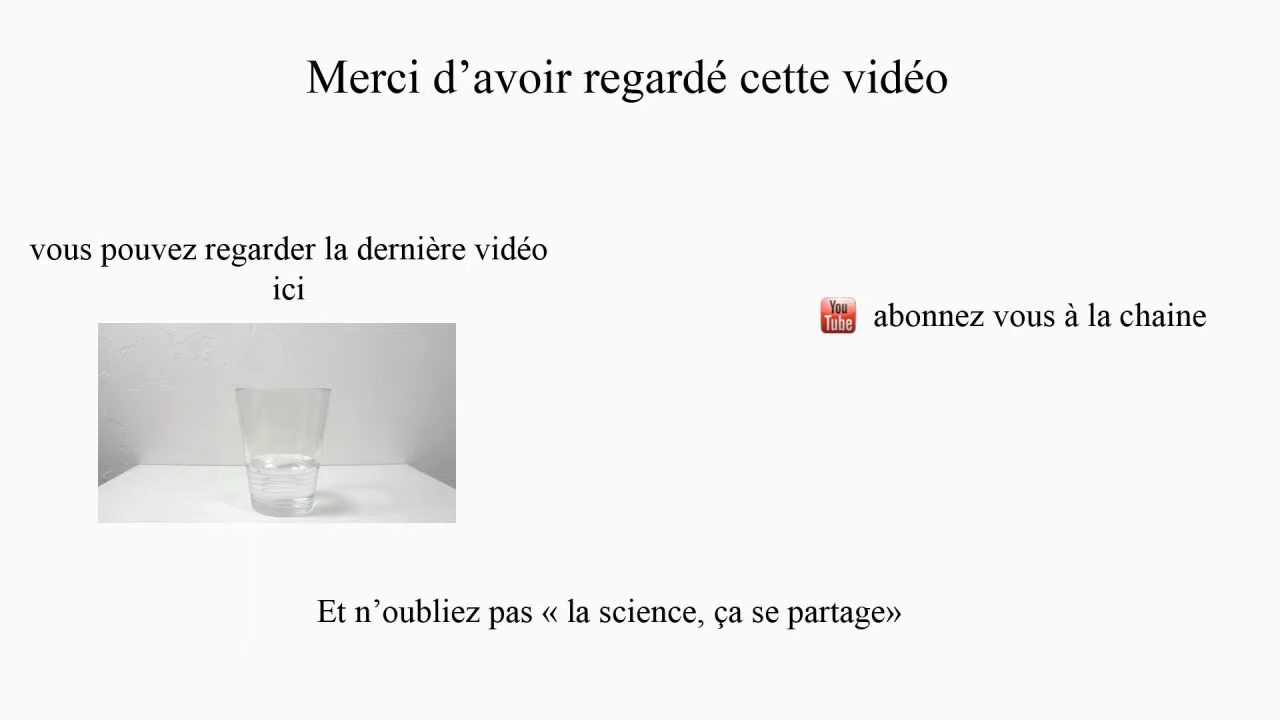 Merci d’avoir regardé cette vidéo
vous pouvez regarder la dernière vidéo
ici
You
Tube
abonnez vous à la chaine
Et n’oubliez pas « la science, ça se partage»